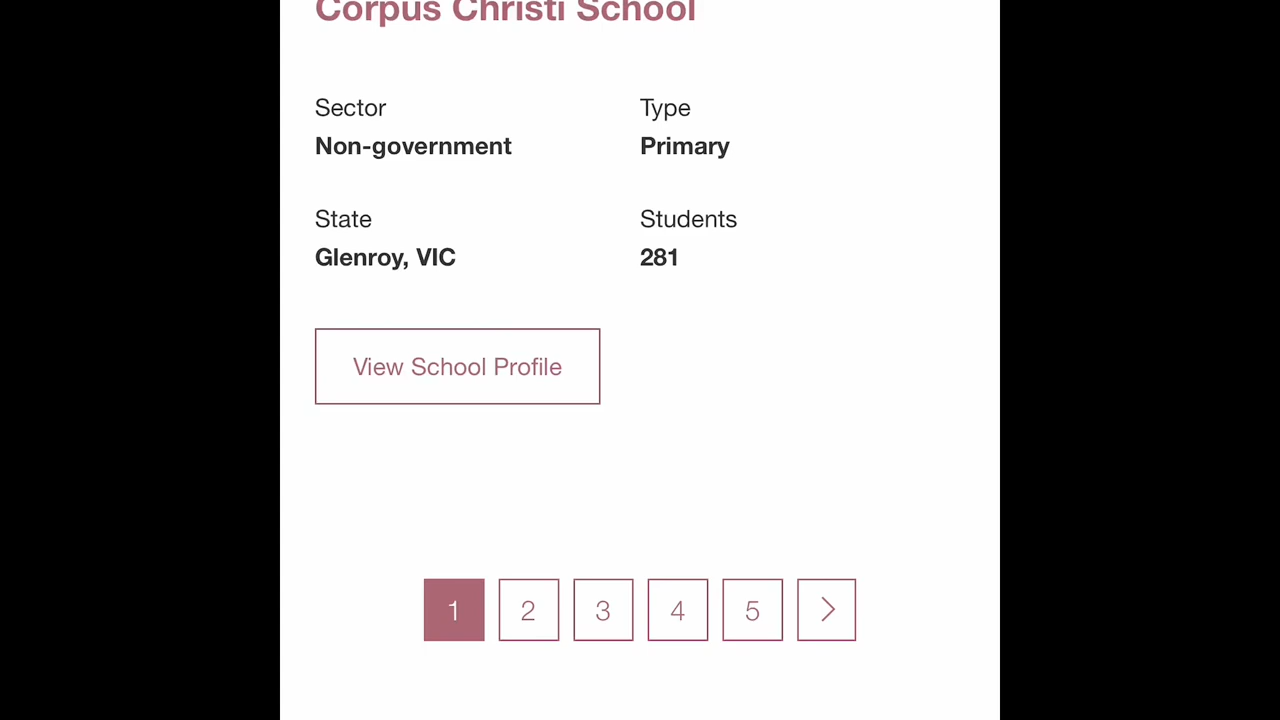 Corpus Christi School
Sector
Type
Non-government
Primary
State
Students
Glenroy, VIC
281
View School Profile
1 2 3 4 5 >